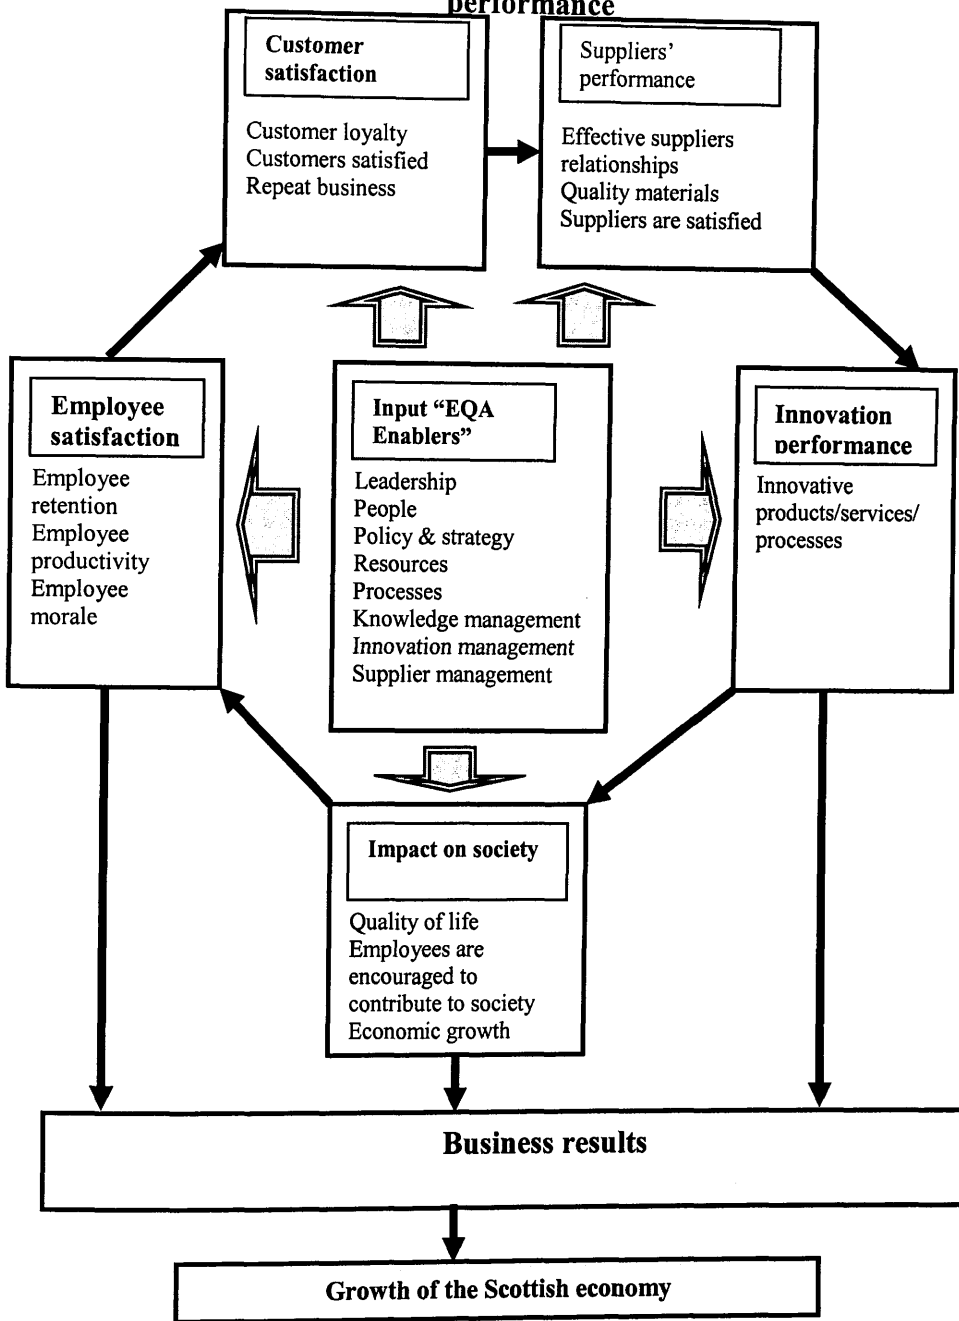 performance
Customer
satisfaction
Customer loyalty
Customers satisfied
Repeat business
Suppliers’
performance
Effective suppliers
relationships
Quality materials
Suppliers are satisfied
Employee
satisfaction
Employee
retention
Employee
productivity
Employee
morale
Input “EQA
Enablers”
Leadership
People
Policy & strategy
Resources
Processes
Knowledge management
Innovation management
Supplier management
Innovation
performance
Innovative
products/services/
processes
Impact on society
Quality of life
Employees are
encouraged to
contribute to society
Economic growth
Business results
Growth of the Scottish economy